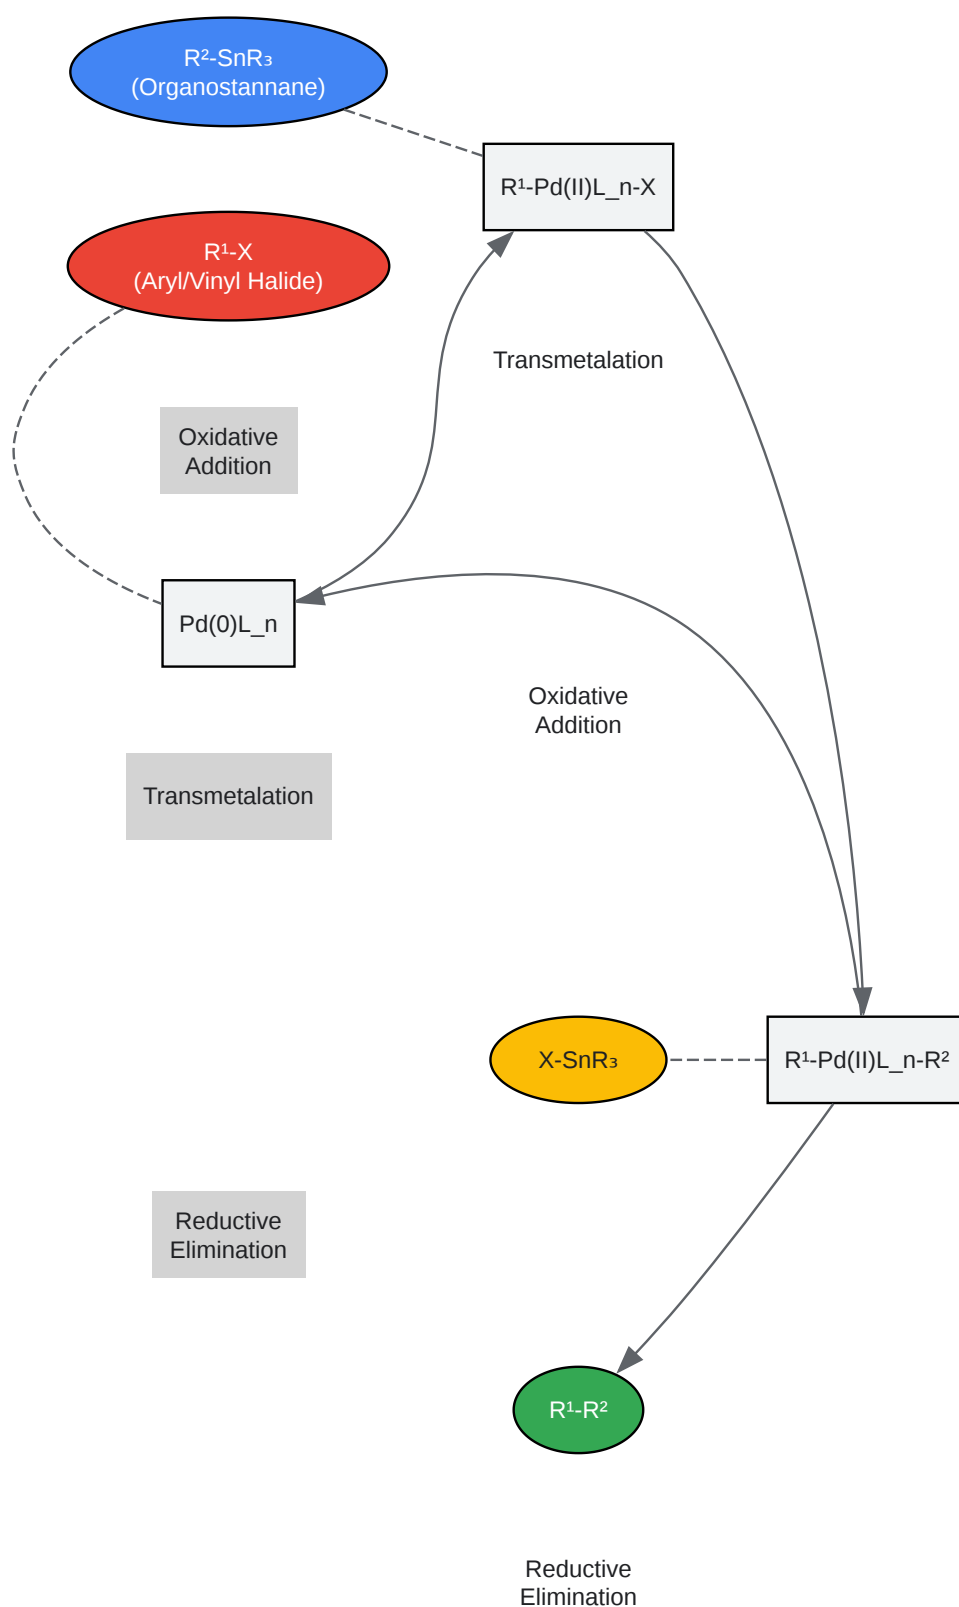 R²-SnR₃
(Organostannane)
R¹-Pd(II)L_n-X
R¹-X
(Aryl/Vinyl Halide)
Transmetalation
Oxidative
Addition
Pd(0)L_n
Oxidative
Addition
Transmetalation
X-SnR₃
R¹-Pd(II)L_n-R²
Reductive
Elimination
R¹-R²
Reductive
Elimination